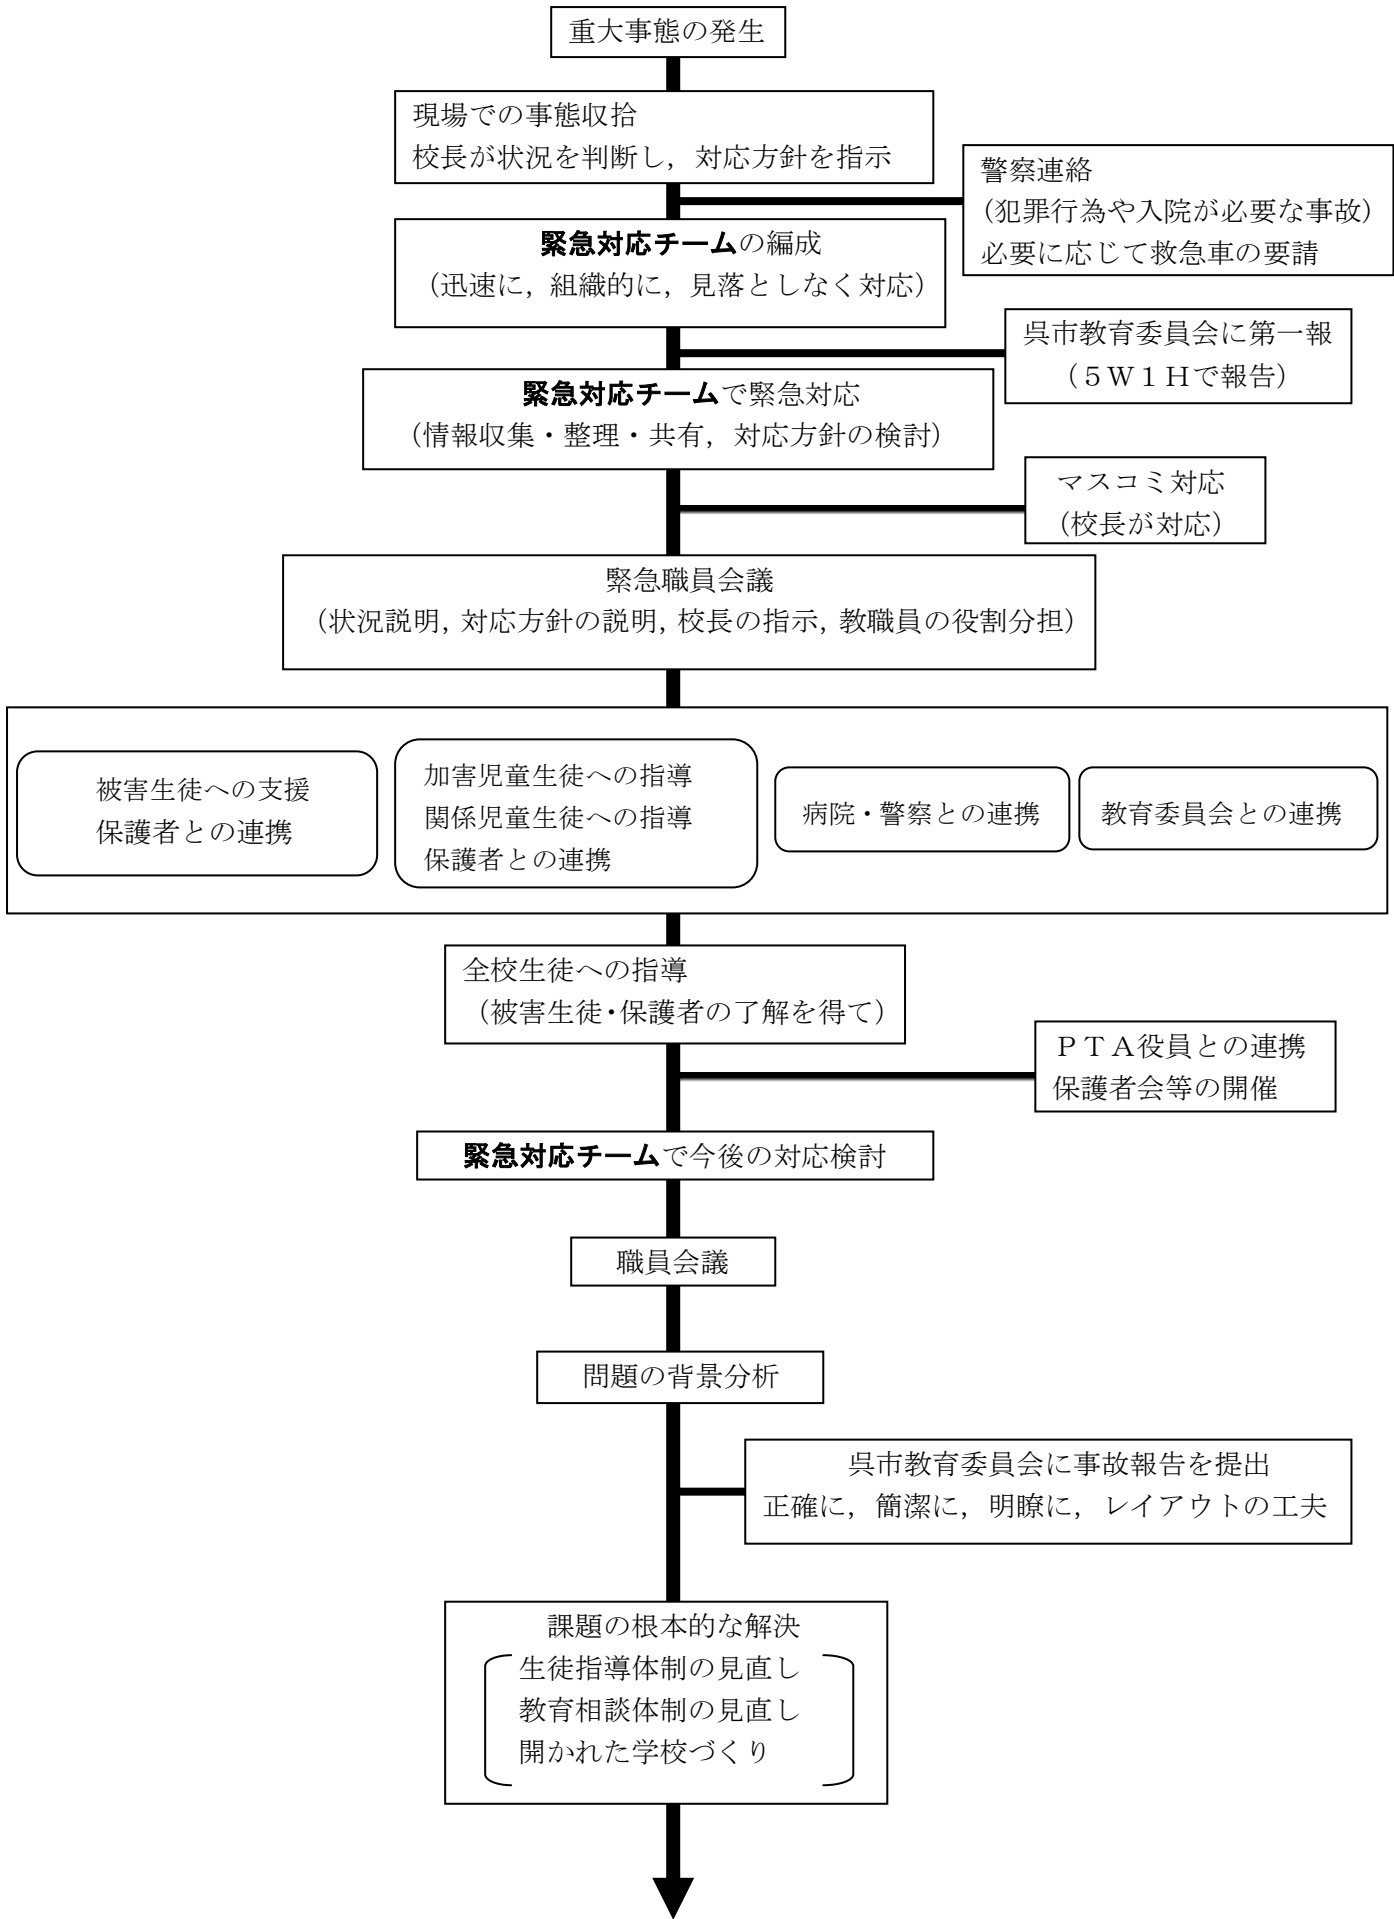 重大事態の発生
現場での事態収拾
校長が状況を判断し，対応方針を指示
警察連絡
（犯罪行為や入院が必要な事故）
必要に応じて救急車の要請
緊急対応チームの編成
（迅速に，組織的に，見落としなく対応）
呉市教育委員会に第一報
（５Ｗ１Ｈで報告）
緊急対応チームで緊急対応
（情報収集・整理・共有，対応方針の検討）
マスコミ対応
（校長が対応）
緊急職員会議
（状況説明，対応方針の説明，校長の指示，教職員の役割分担）
被害生徒への支援
保護者との連携
加害児童生徒への指導
関係児童生徒への指導
保護者との連携
病院・警察との連携
教育委員会との連携
全校生徒への指導
（被害生徒・保護者の了解を得て）
ＰＴＡ役員との連携
保護者会等の開催
緊急対応チームで今後の対応検討
職員会議
問題の背景分析
呉市教育委員会に事故報告を提出
正確に，簡潔に，明瞭に，レイアウトの工夫
課題の根本的な解決
生徒指導体制の見直し
教育相談体制の見直し
開かれた学校づくり